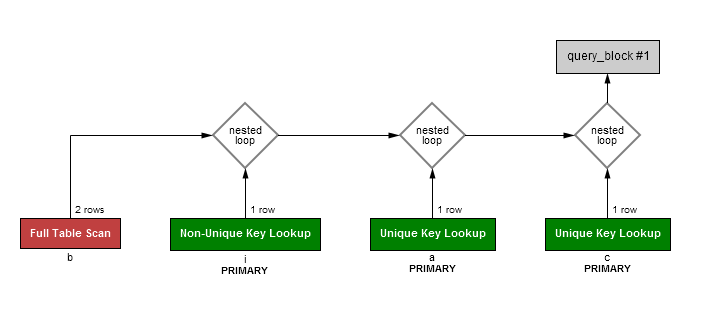 query_block #1
nested
loop
nested
loop
nested
loop
2 rows
1 row
1 row
1 row
Full Table Scan
Non-Unique Key Lookup
Unique Key Lookup
Unique Key Lookup
b
i
a
c
PRIMARY
PRIMARY
PRIMARY